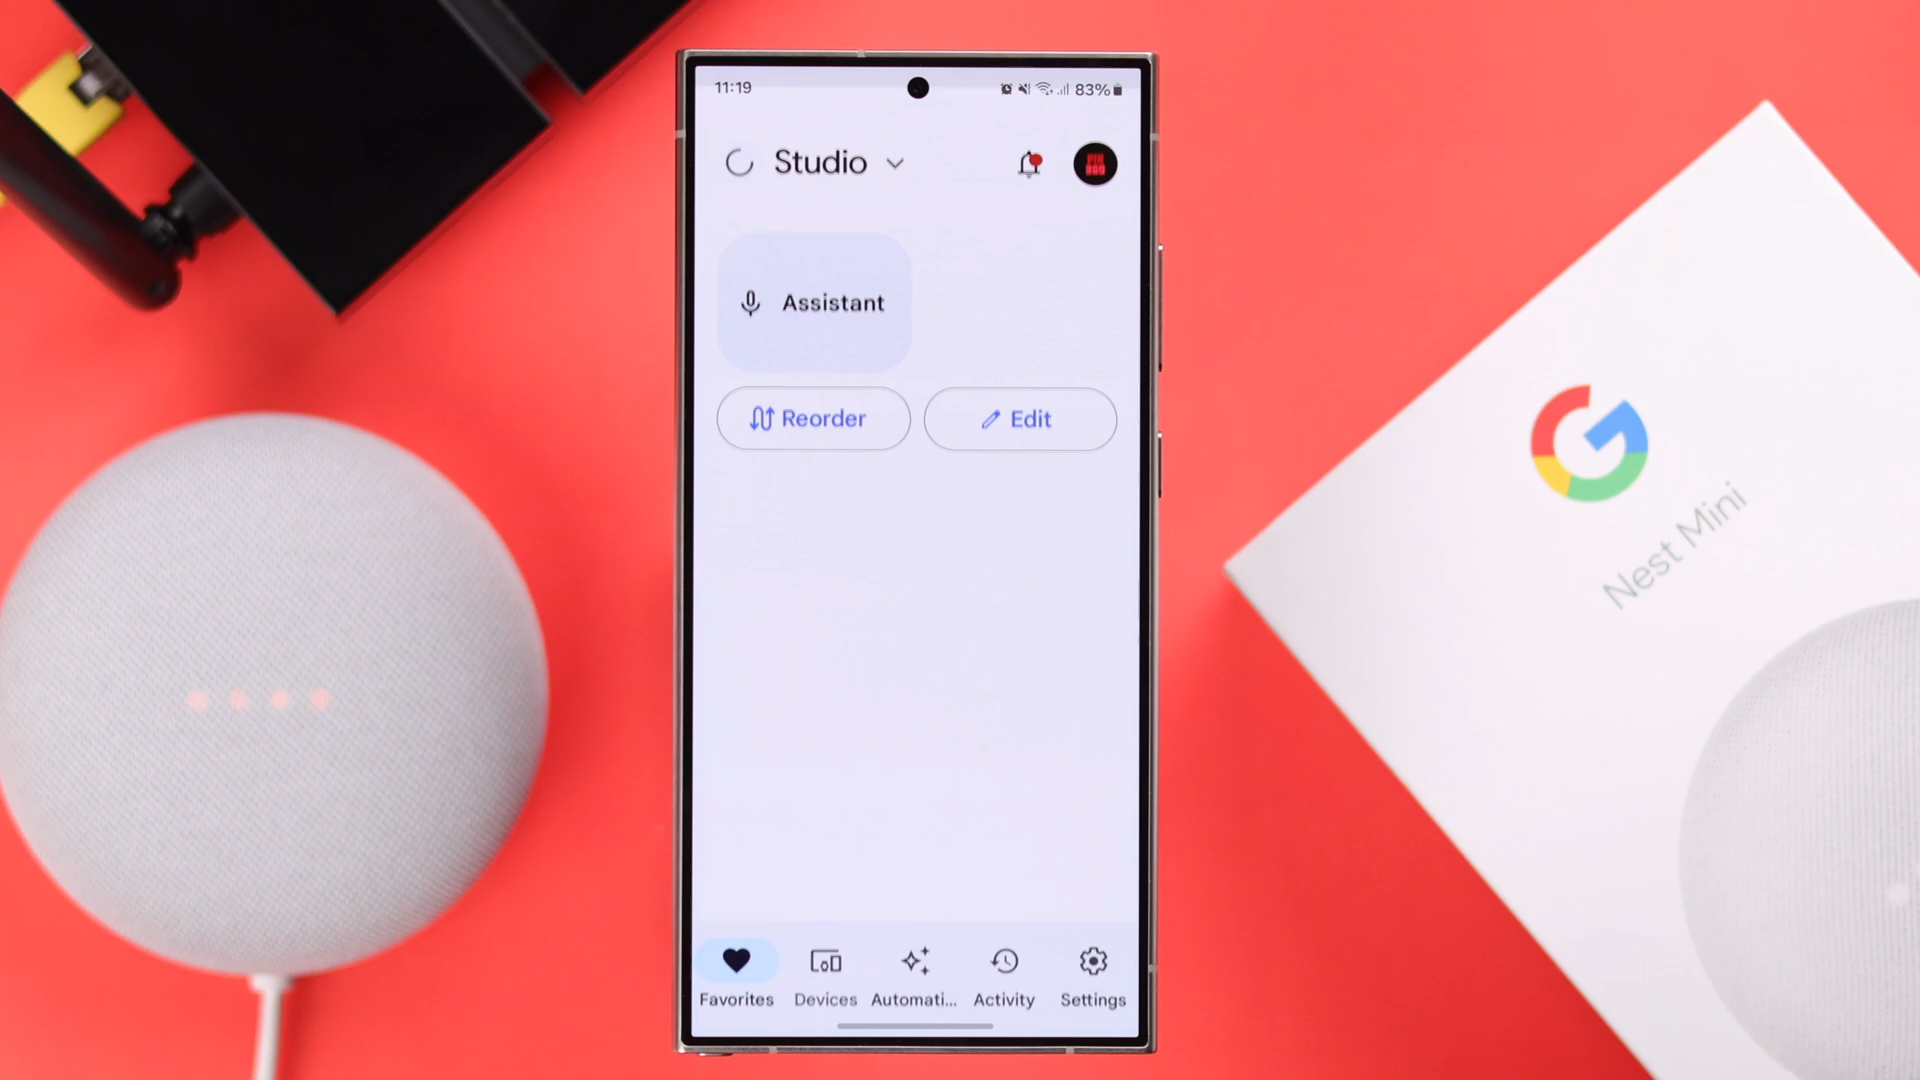 11:19
83%
Studio
Assistant
Reorder
Edit
Favorites
Devices
Automati...
Activity
Settings
Nest Mini